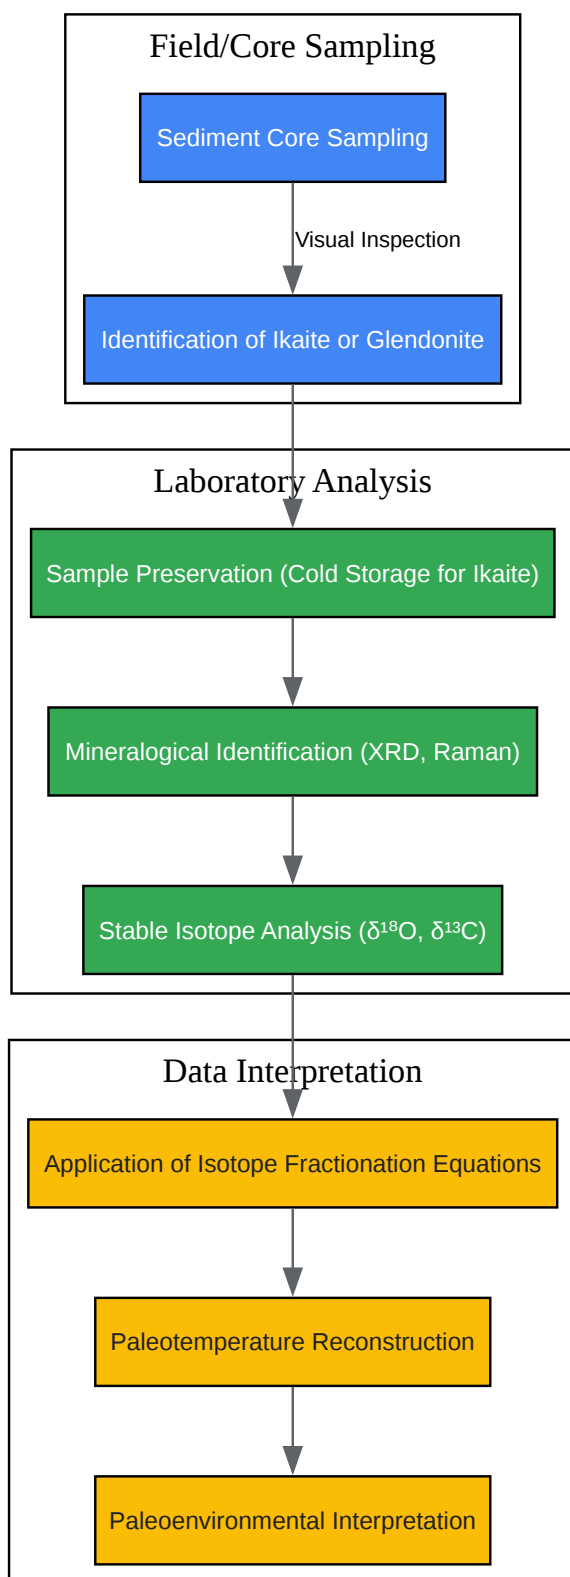 Field/Core Sampling
Sediment Core Sampling
Visual Inspection
Identification of Ikaite or Glendonite
Laboratory Analysis
Sample Preservation (Cold Storage for Ikaite)
Mineralogical Identification (XRD, Raman)
Stable Isotope Analysis (δ¹⁸O, δ¹³C)
Data Interpretation
Application of Isotope Fractionation Equations
Paleotemperature Reconstruction
Paleoenvironmental Interpretation